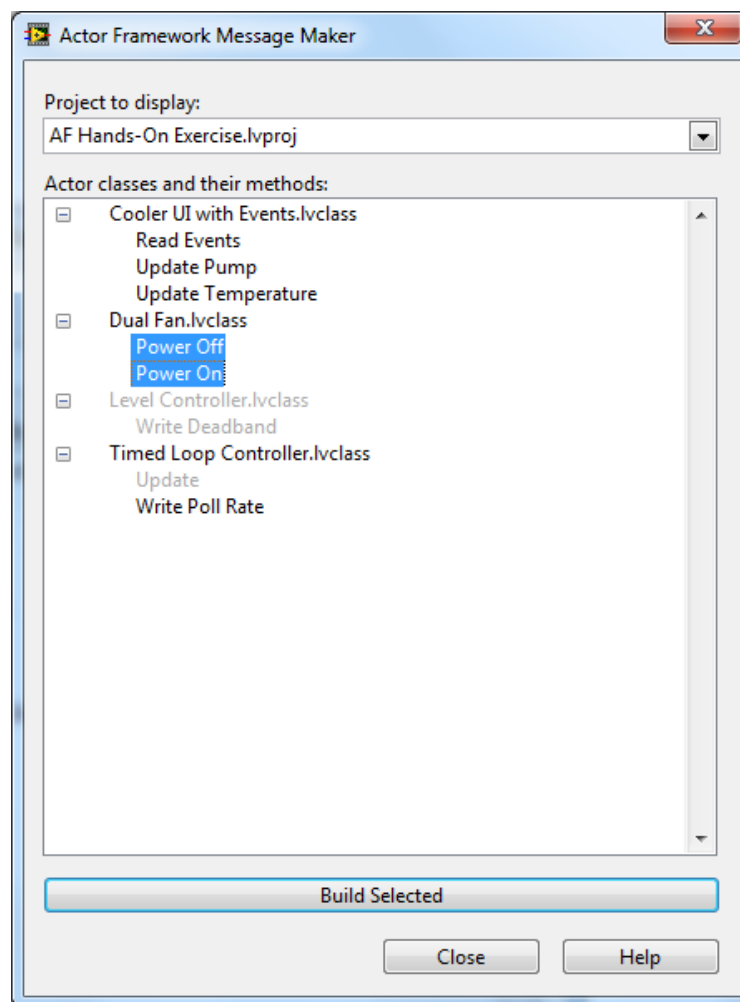 Actor Framework Message Maker
Project to display:
AF Hands-On Exercise.lvproj
Actor classes and their methods:
Cooler UI with Events.lvclass
Read Events
Update Pump
Update Temperature
Dual Fan.lvclass
Power Off
Power On
Level Controller.lvclass
Write Deadband
Timed Loop Controller.lvclass
Update
Write Poll Rate
Build Selected
Close Help